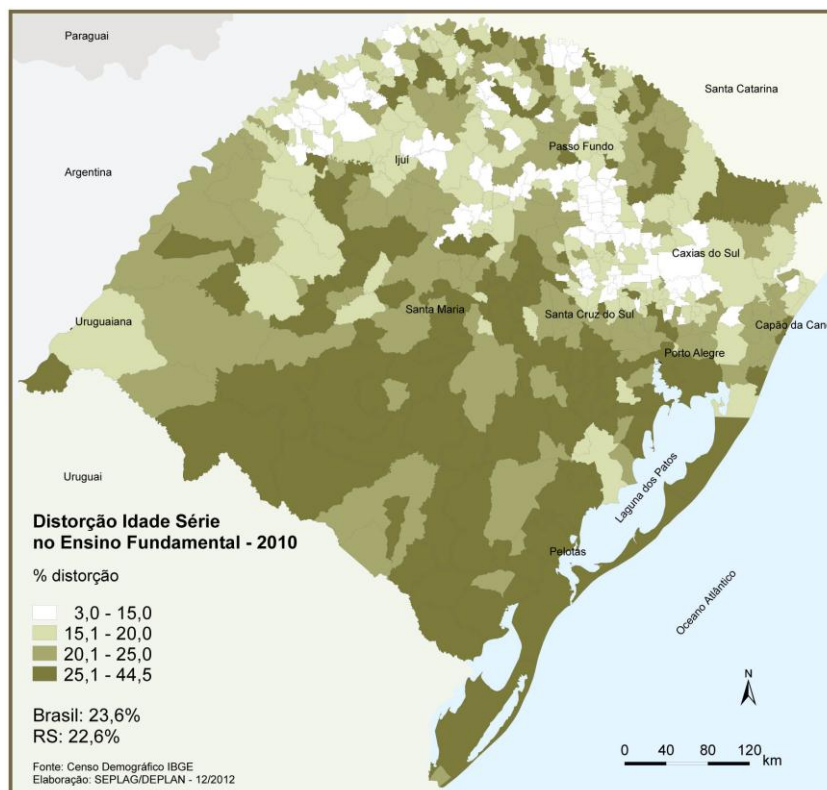 Paraguai
Santa Catarina
Passo Fundo
Ijuí
Argentina
Caxias do Sul
Santa Maria
Santa Cruz do Sul
Uruguaiana
Capão da Cano
Porto Alegre
Uruguai
Laguna dos Patos
Distorção Idade Série
no Ensino Fundamental - 2010
Pelotas
% distorção
Oceano Atlântico
3,0 - 15,0
15,1 - 20,0
20,1 - 25,0
25,1 - 44,5
N
Brasil: 23,6%
RS: 22,6%
Fonte: Censo Demográfico IBGE
Elaboração: SEPLAG/DEPLAN - 12/2012
0 40 80 120
km